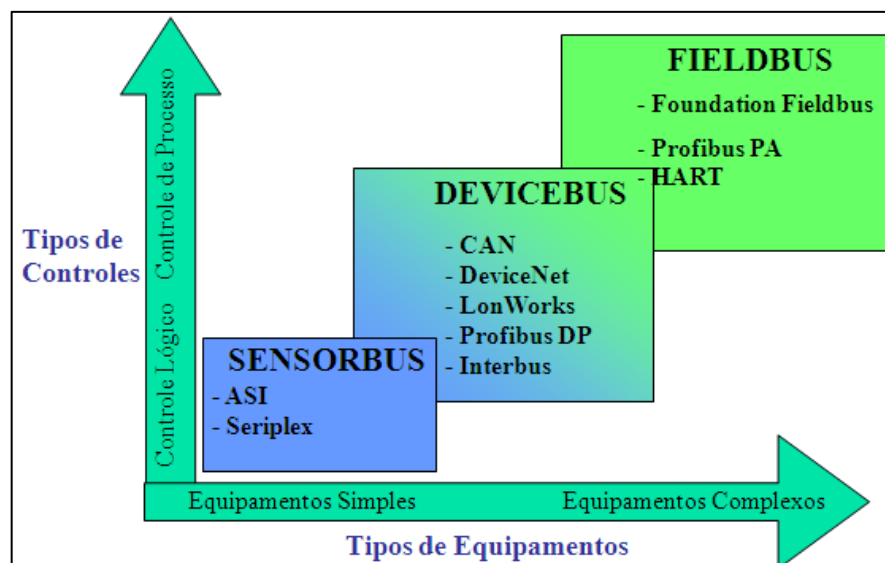 FIELDBUS
- Foundation Fieldbus
- Profibus PA
- HART
DEVICEBUS
- CAN
- DeviceNet
- LonWorks
- Profibus DP
- Interbus
SENSORBUS
- ASI
- Seriplex
Tipos de
Controles
Controle de Processo
Controle Lógico
Equipamentos Simples
Equipamentos Complexos
Tipos de Equipamentos